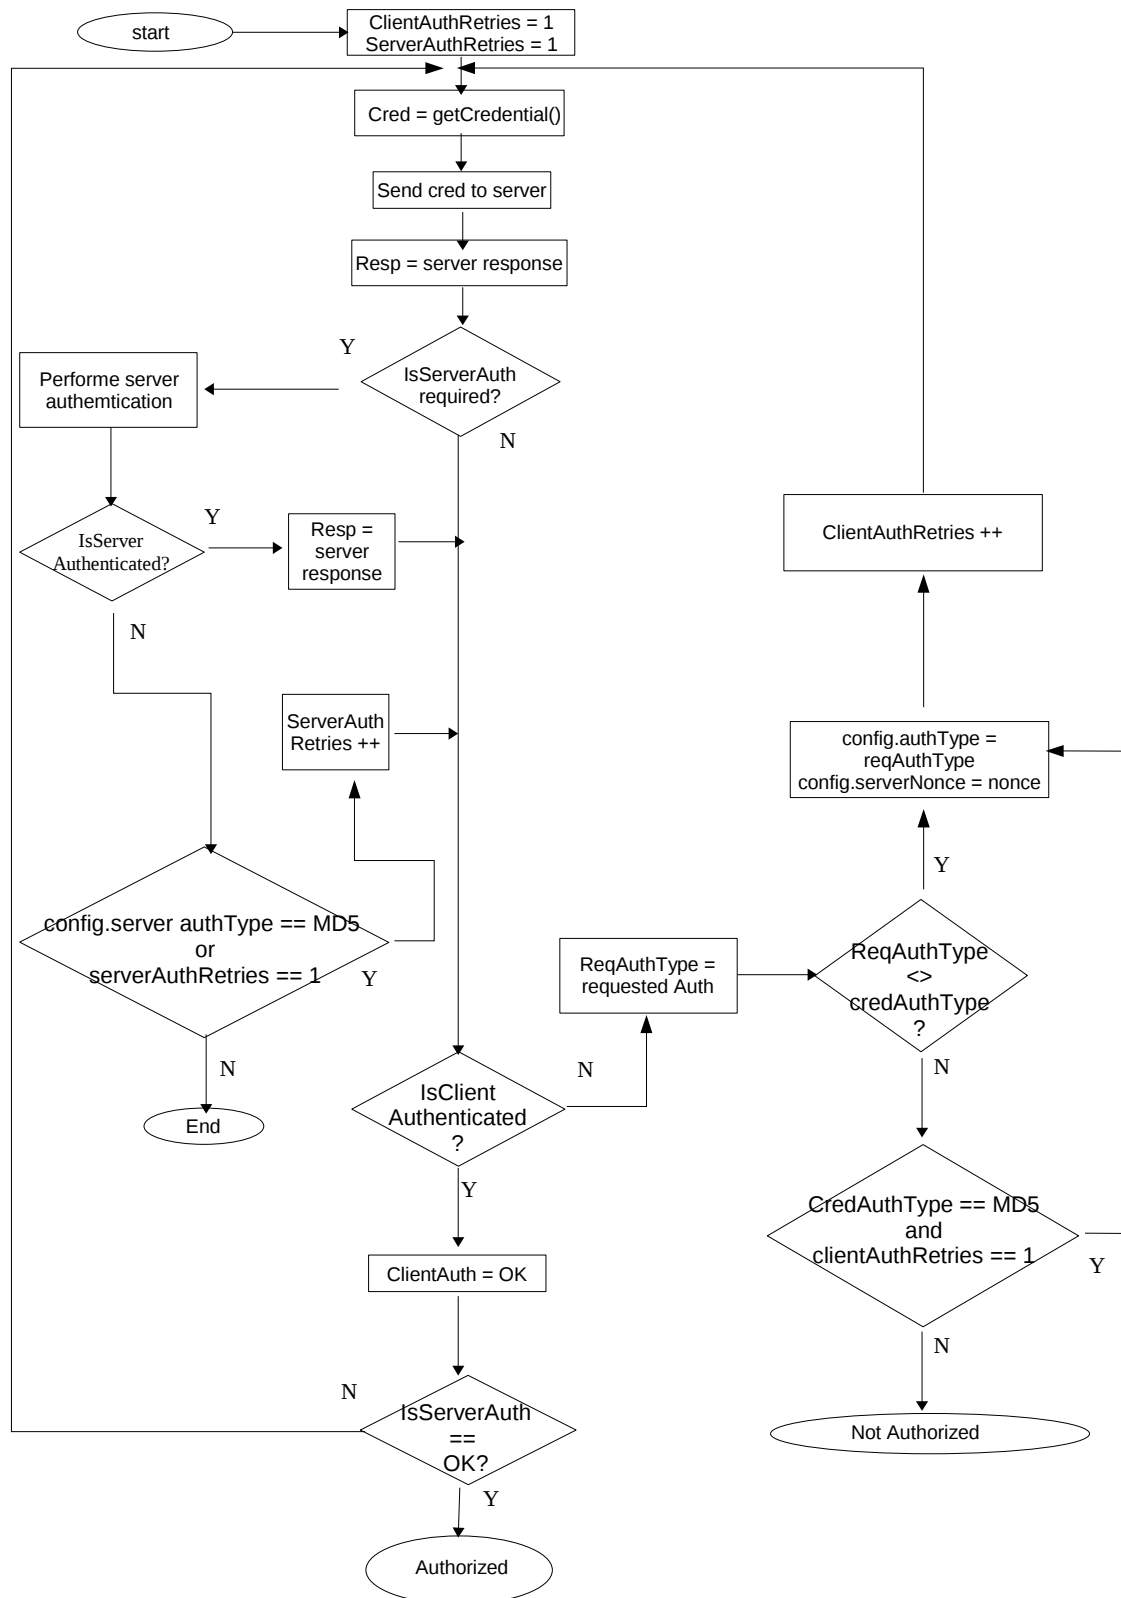 start
ClientAuthRetries = 1
ServerAuthRetries = 1
Cred = getCredential()
Send cred to server
Resp = server response
Y
IsServerAuth
required?
N
Performe server
authemtication
IsServer
Authenticated?
Y
Resp =
server
response
N
ClientAuthRetries ++
ServerAuth
Retries ++
config.authType =
reqAuthType
config.serverNonce = nonce
Y
config.server authType == MD5
or
serverAuthRetries == 1
Y
N
End
ReqAuthType =
requested Auth
ReqAuthType
<>
credAuthType
?
N
N
IsClient
Authenticated
?
Y
CredAuthType == MD5
and
clientAuthRetries == 1
Y
N
ClientAuth = OK
N
IsServerAuth
==
OK?
Y
Not Authorized
Authorized